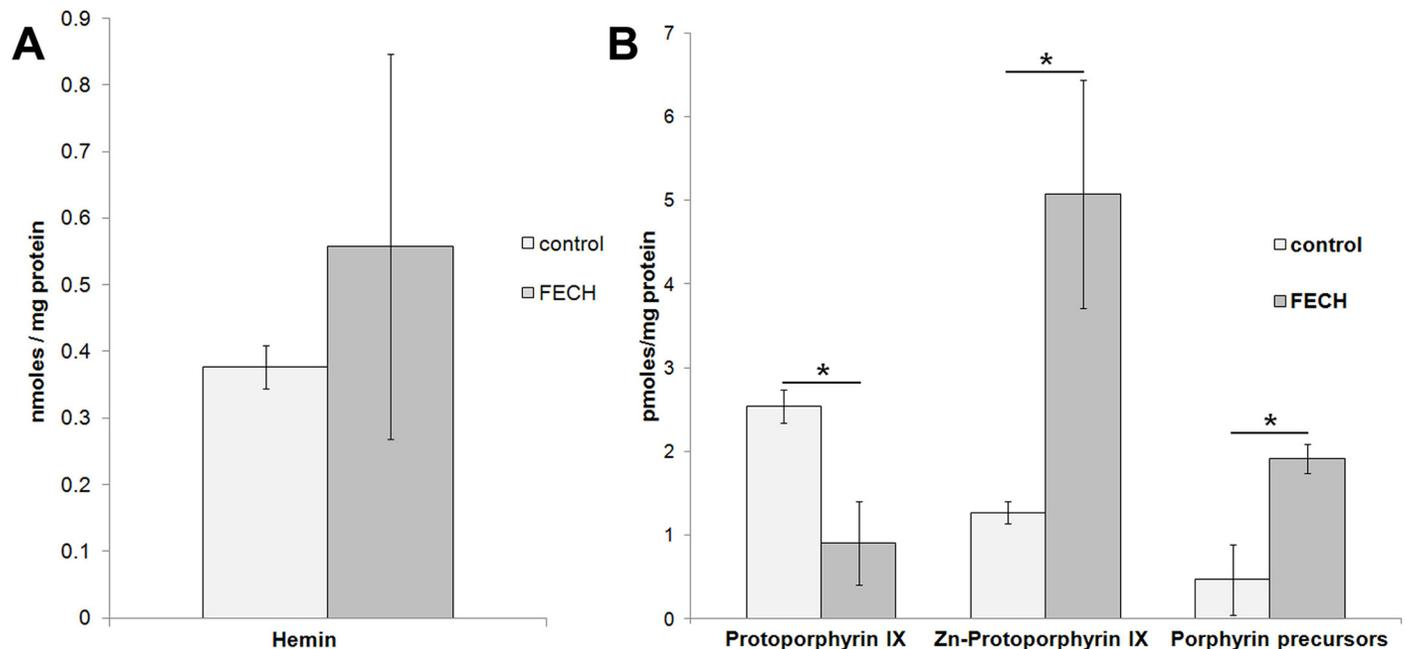 A
nmoles / mg protein
0.9
0.8
0.7
0.6
0.5
0.4
0.3
0.2
0.1
0
Hemin
control
FECH
B
pmoles/mg protein
7
6
5
4
3
2
1
0
*
*
*
Protoporphyrin IX
Zn-Protoporphyrin IX
Porphyrin precursors
control
FECH